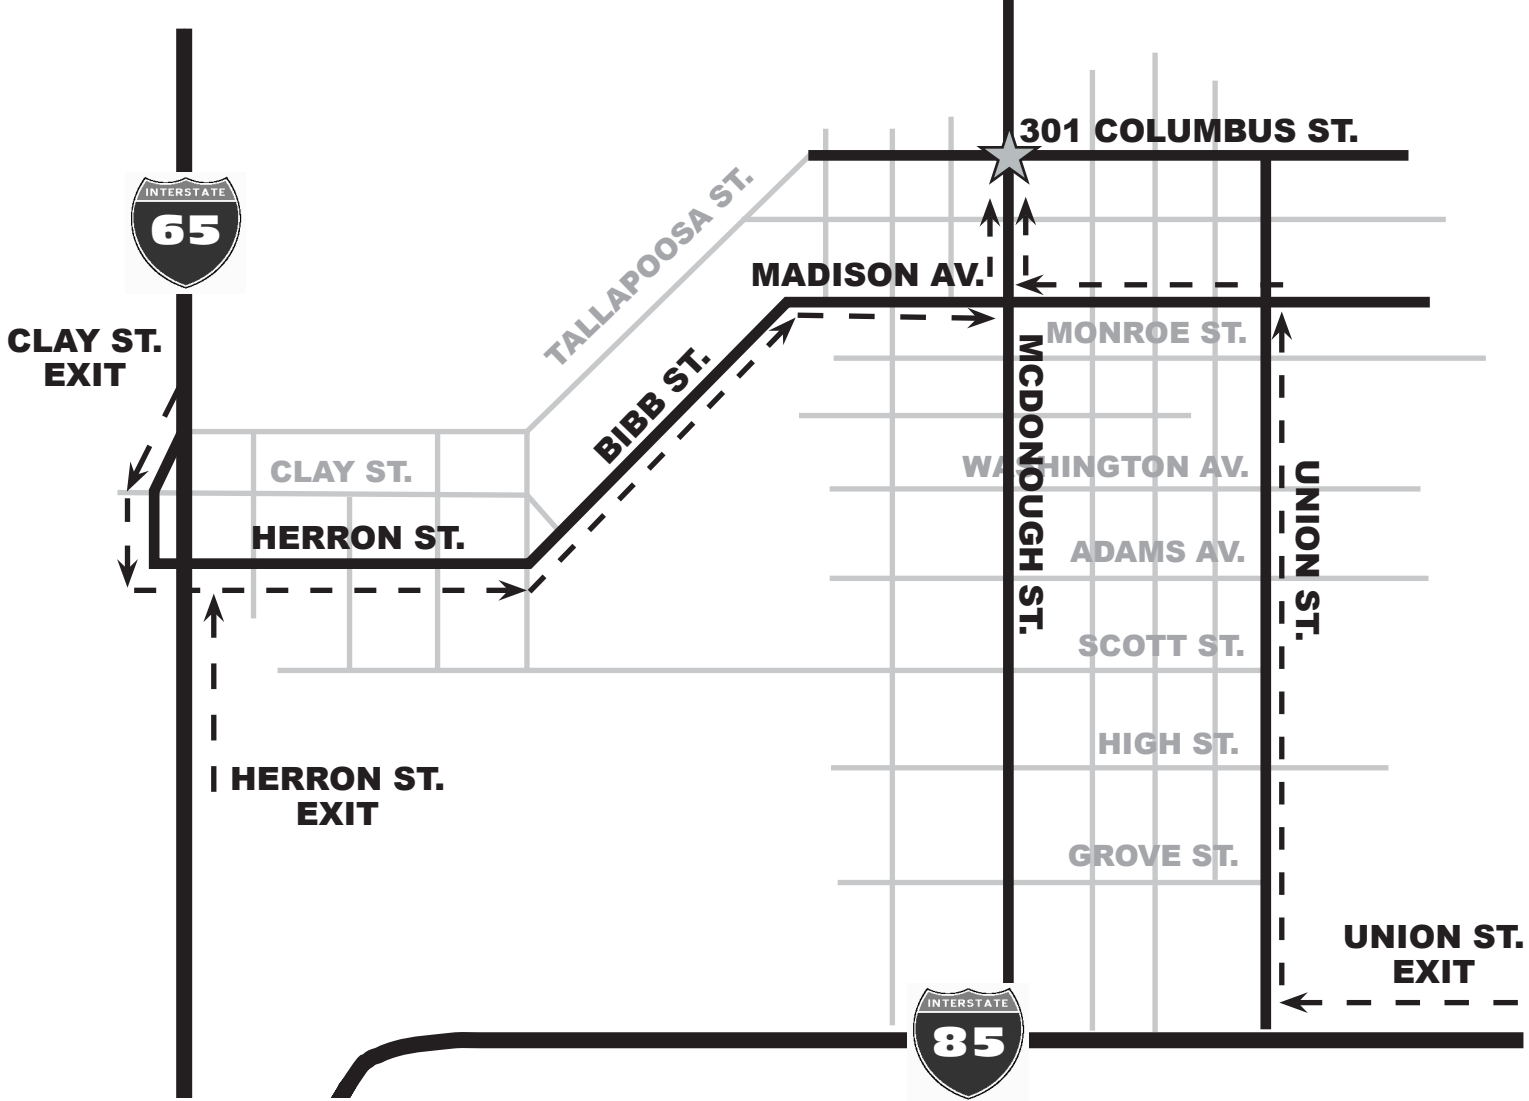 301 COLUMBUS ST.
INTERSTATE
65
TALLAPOOSA ST.
MADISON AV.
CLAY ST.
EXIT
MONROE ST.
BIBB ST.
MCDONOUGH ST.
CLAY ST.
WASHINGTON AV.
UNION ST.
HERRON ST.
ADAMS AV.
SCOTT ST.
HIGH ST.
HERRON ST.
EXIT
GROVE ST.
UNION ST.
EXIT
INTERSTATE
85